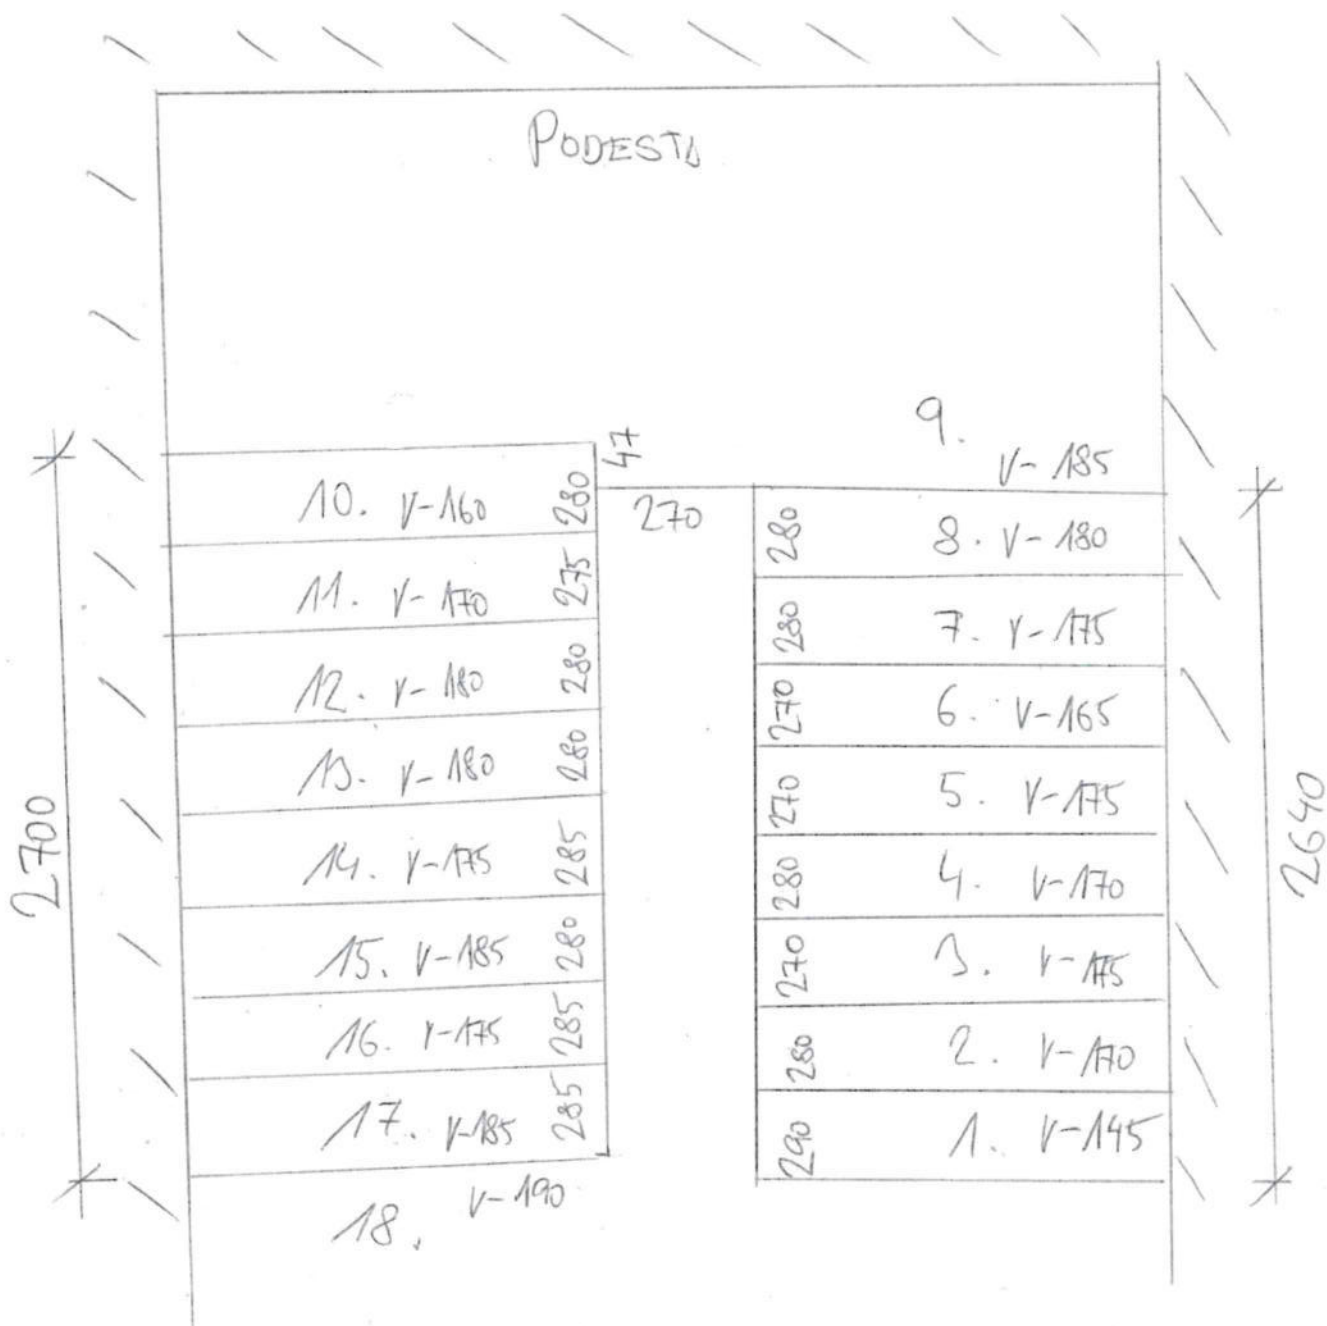 PODESTA
9.
V-185
47
270
10. V-160 280
11. V-170 275
12. V-180 280
13. V-180 280
14. V-175 285
15. V-185 280
16. V-175 285
17. V-185 285
18. V-190
2700
280 8. V-180
280 7. V-175
270 6. V-165
270 5. V-175
280 4. V-170
270 3. V-175
280 2. V-170
290 1. V-145
2640